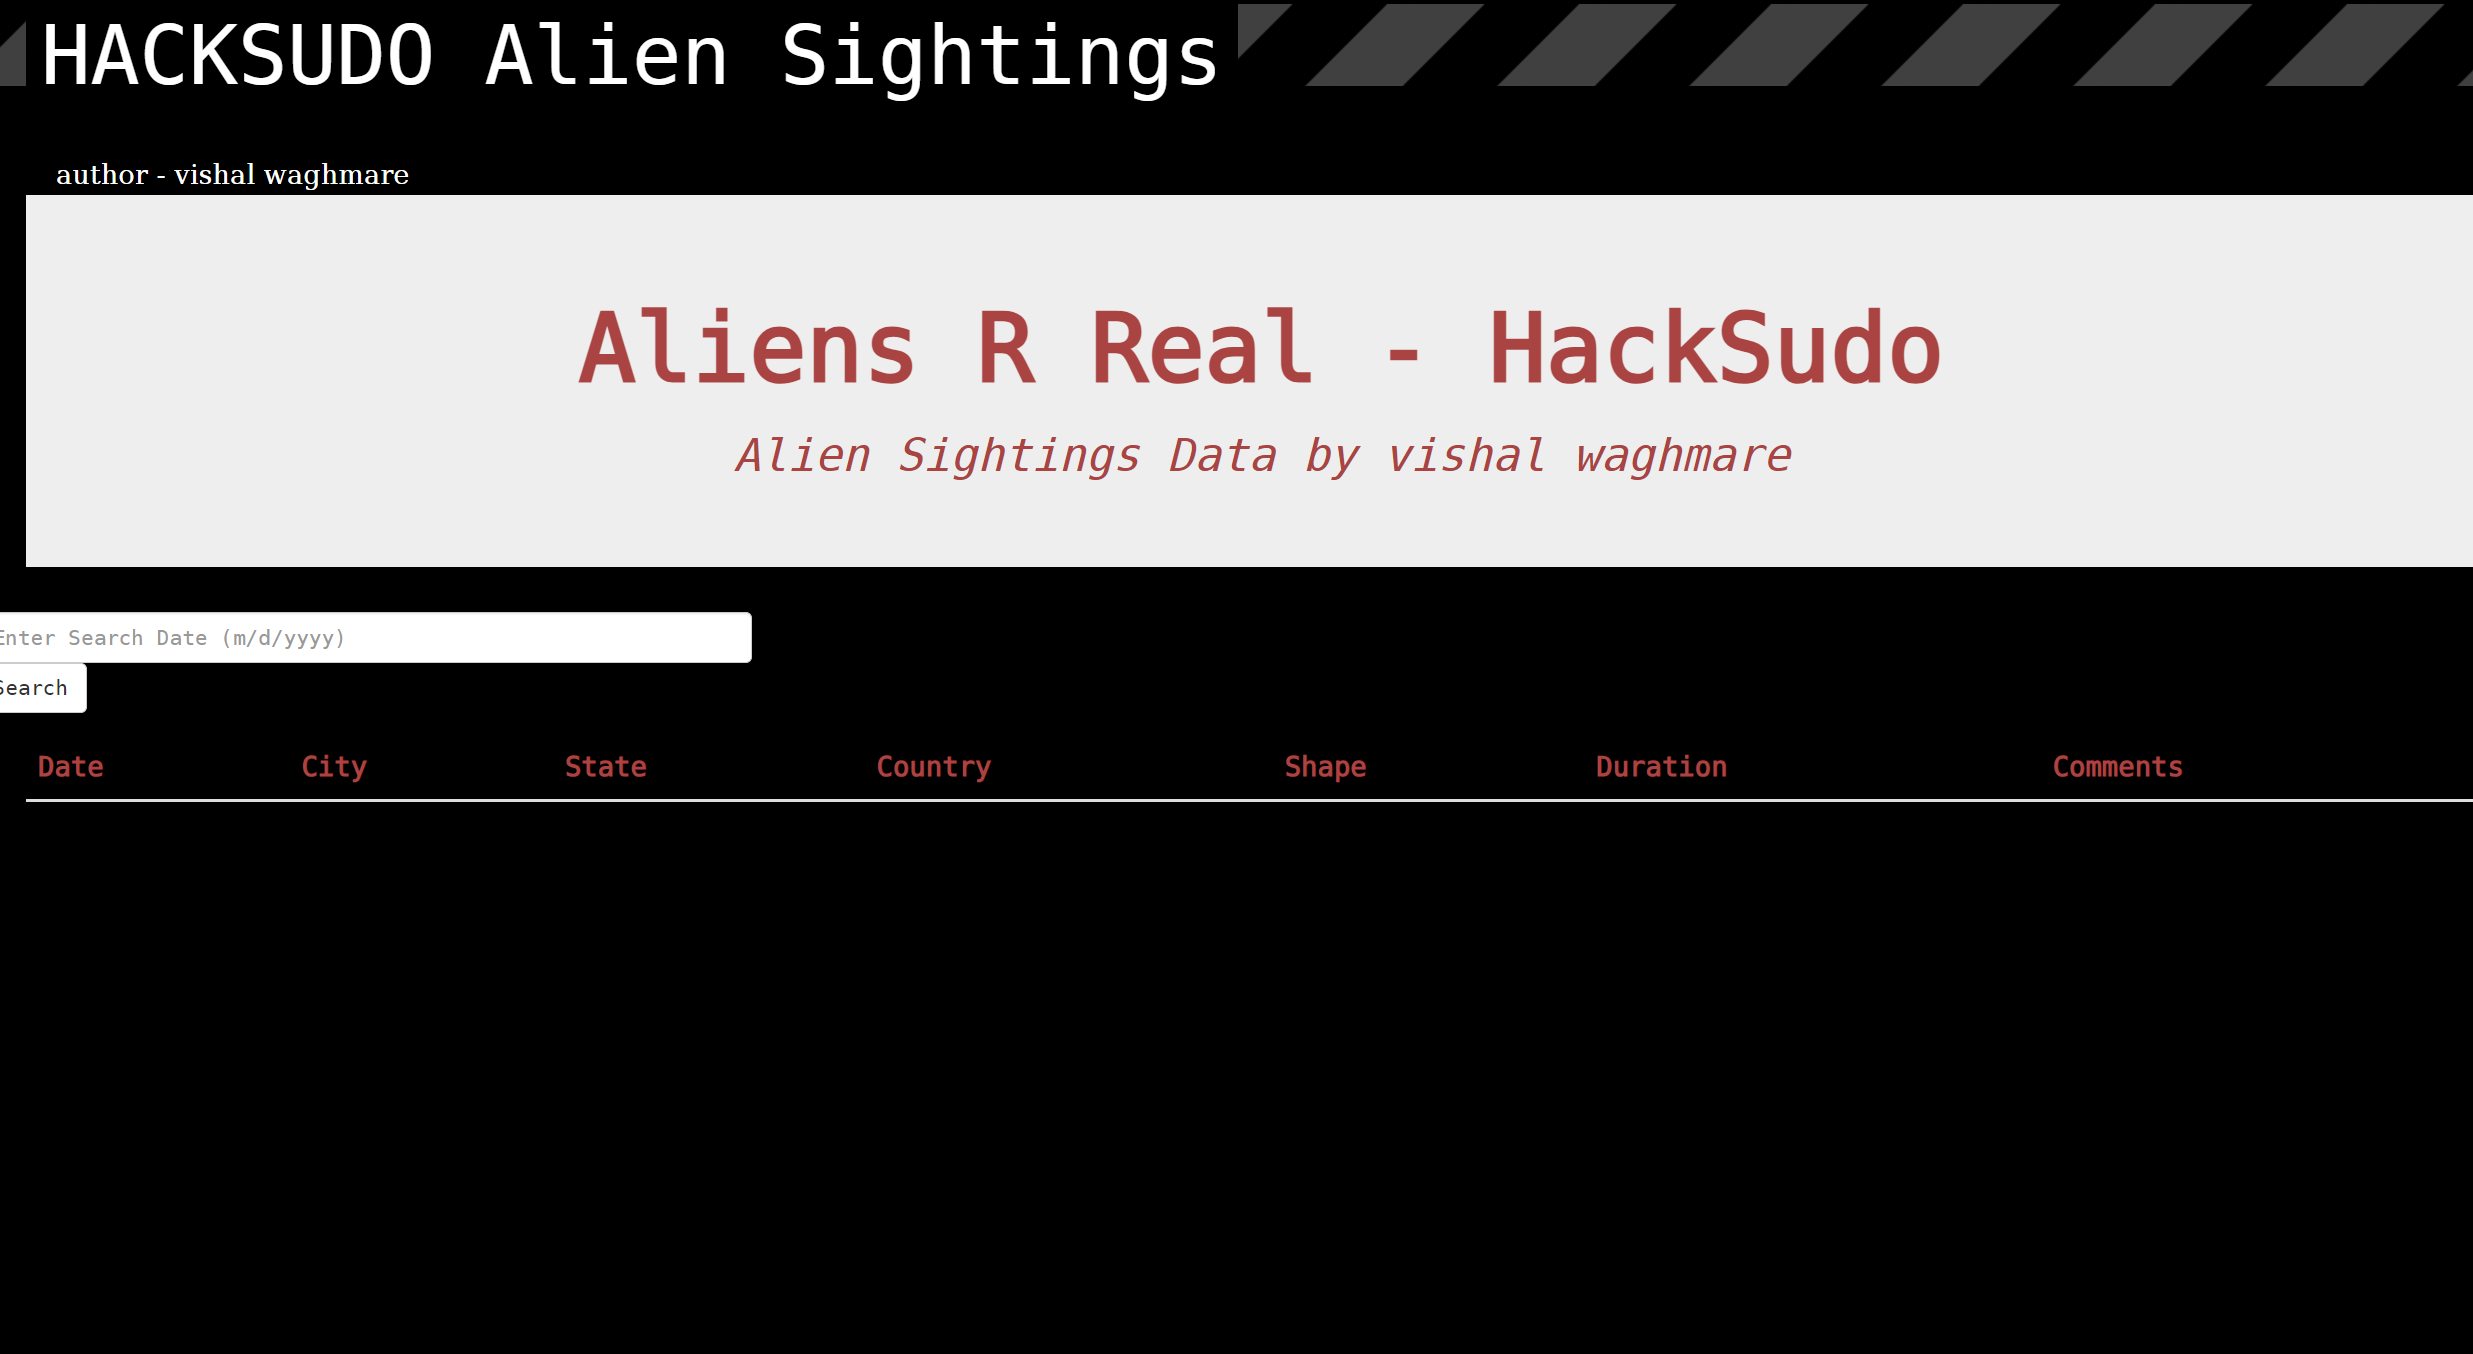 HACKSUDO Alien Sightings
author - vishal waghmare
Aliens R Real - HackSudo
Alien Sightings Data by vishal waghmare
Enter Search Date (m/d/yyyy)
Search
Date City State Country Shape Duration Comments